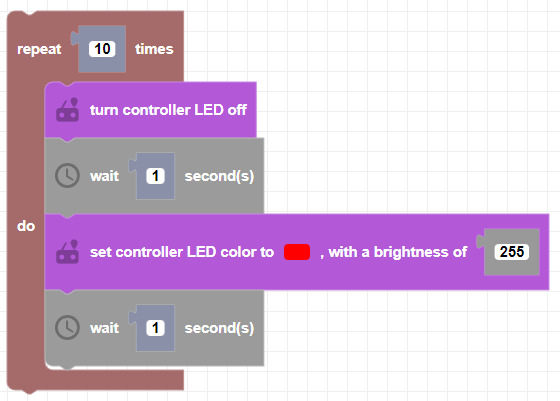 repeat 10 times
turn controller LED off
wait 1 second(s)
do
set controller LED color to , with a brightness of 255
wait 1 second(s)